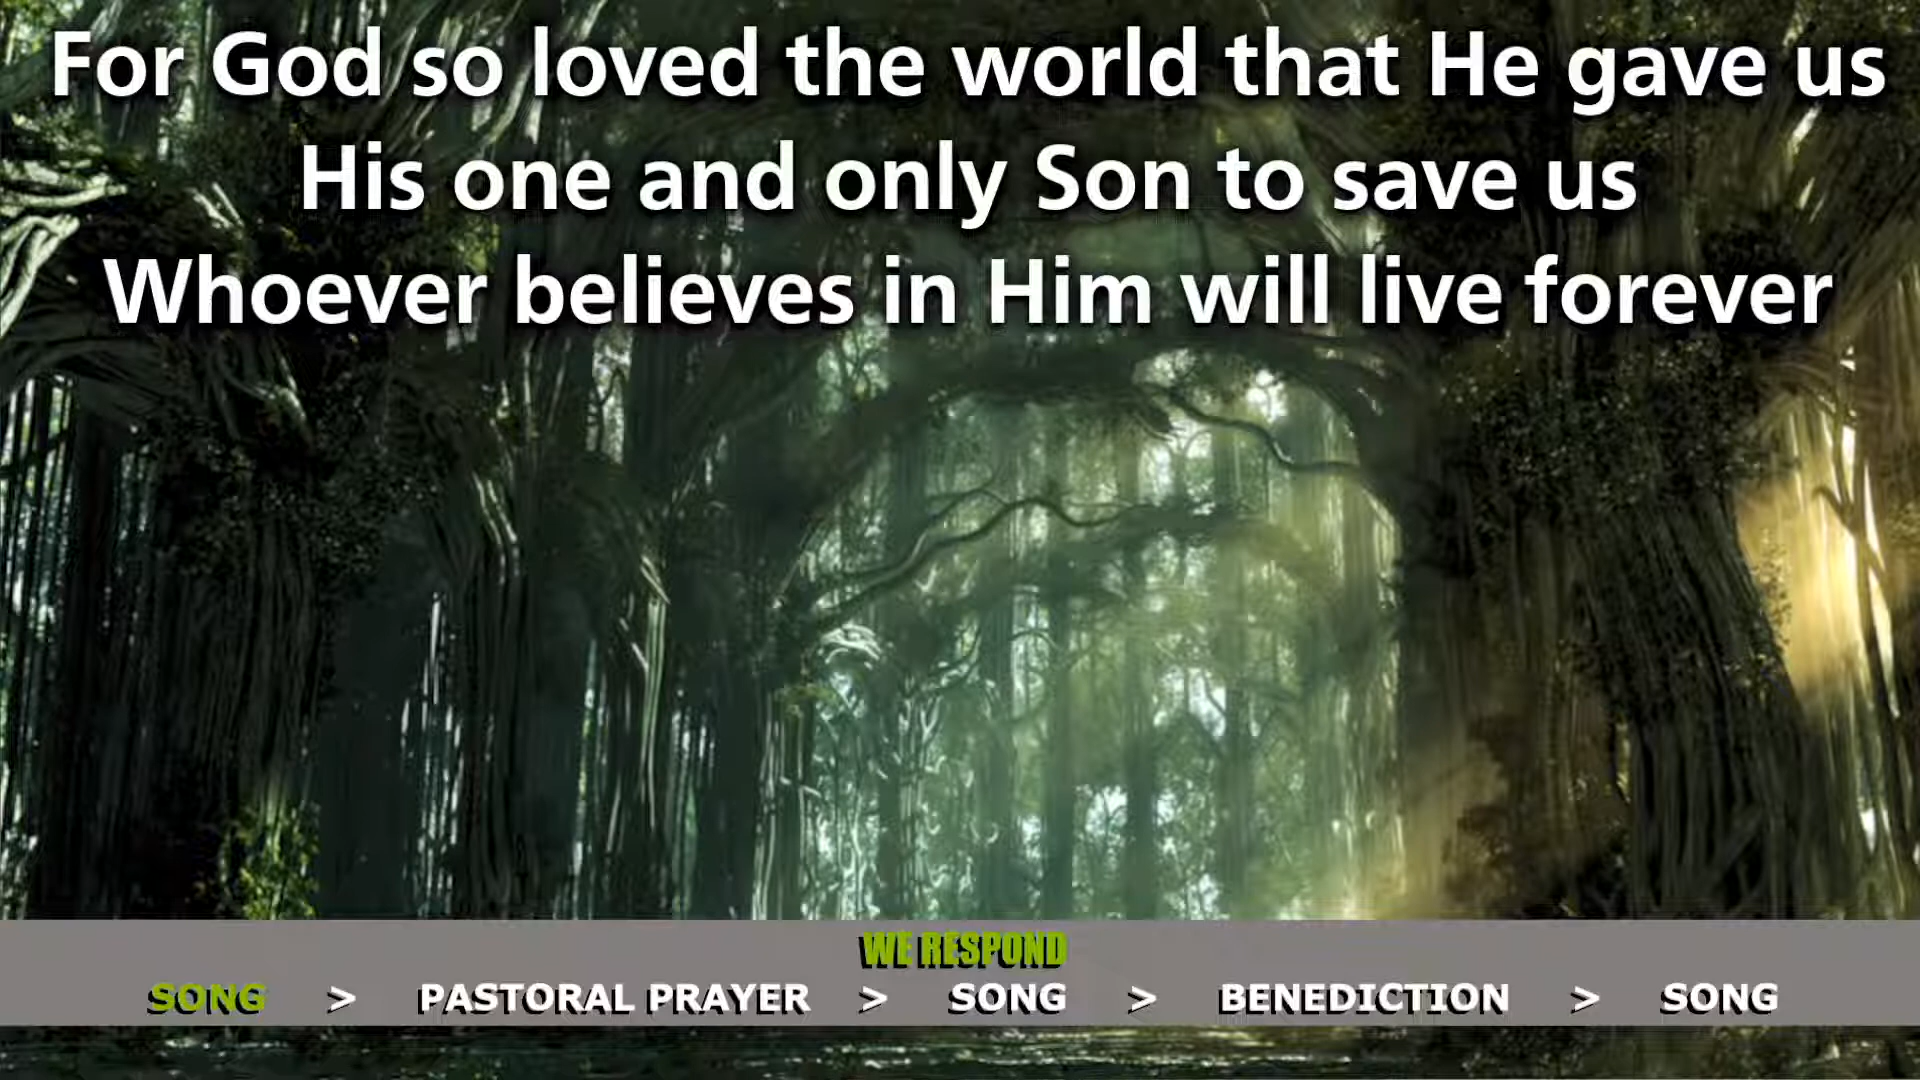 For God so loved the world that He gave us
His one and only Son to save us
Whoever believes in Him will live forever
WE RESPOND
SONG > PASTORAL PRAYER > SONG > BENEDICTION > SONG